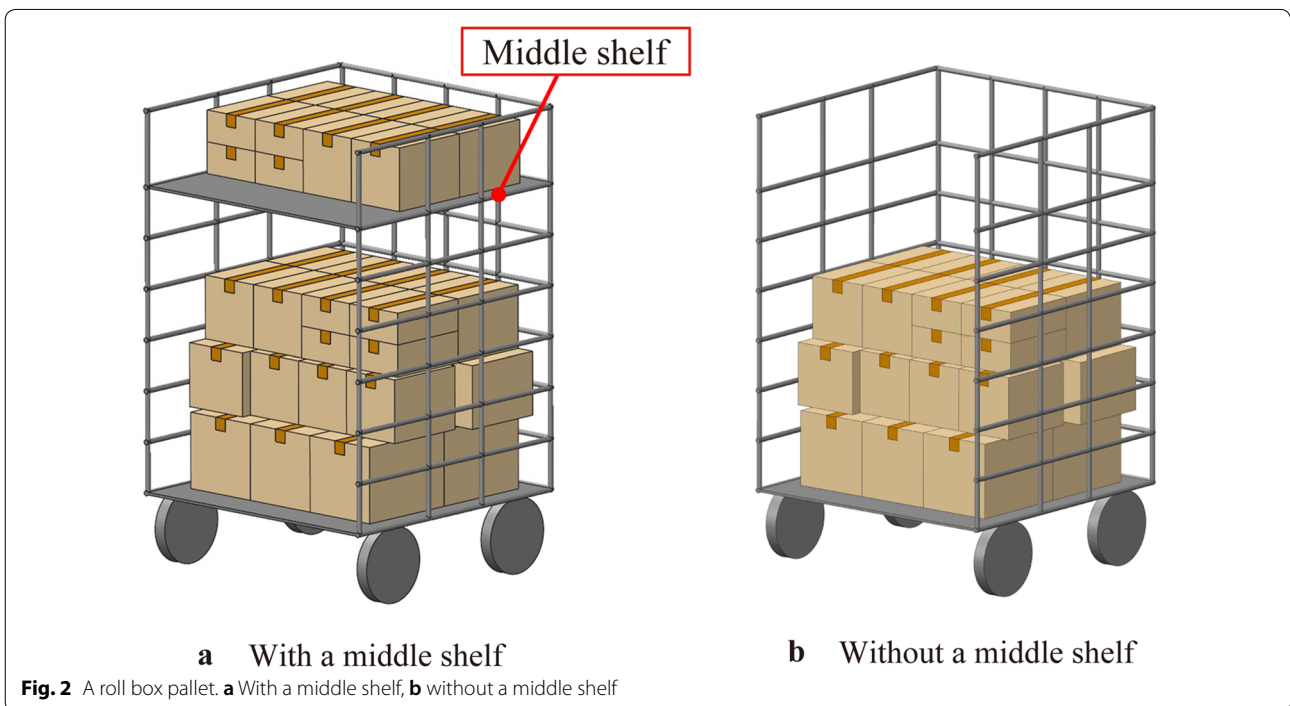 Middle shelf
a With a middle shelf
b Without a middle shelf
Fig. 2 A roll box pallet. a With a middle shelf, b without a middle shelf